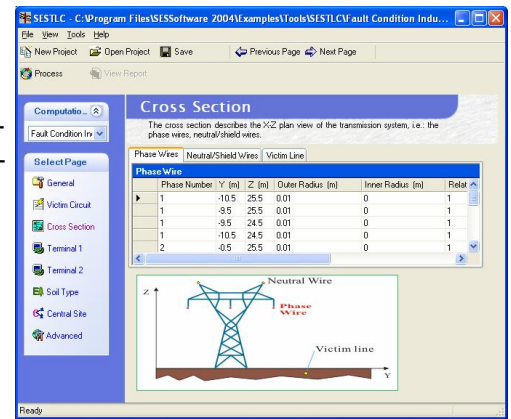 SESTLC - C:\Program Files\SESSoftware 2004\Examples\Tools\SESTLC\Fault Condition Indu...
File View Tools Help
New Project Open Project Save Previous Page Next Page
Process View Report
Computatio...
Fault Condition In
Select Page
General
Victim Circuit
Cross Section
Terminal 1
Terminal 2
Soil Type
Central Site
Advanced
Cross Section
The cross section describes the X-Z plan view of the transmission system, i.e.: the
phase wires, neutral/shield wires.
Phase Wires Neutral/Shield Wires Victim Line
Phase Wire
Phase Number Y (m) Z (m) Outer Radius (m) Inner Radius (m) Relat
1 -10.5 25.5 0.01 0 1
1 -9.5 25.5 0.01 0 1
1 -9.5 24.5 0.01 0 1
1 -10.5 24.5 0.01 0 1
2 -0.5 25.5 0.01 0 1
Z
Neutral Wire
Phase
Wire
Victim line
Y
Ready